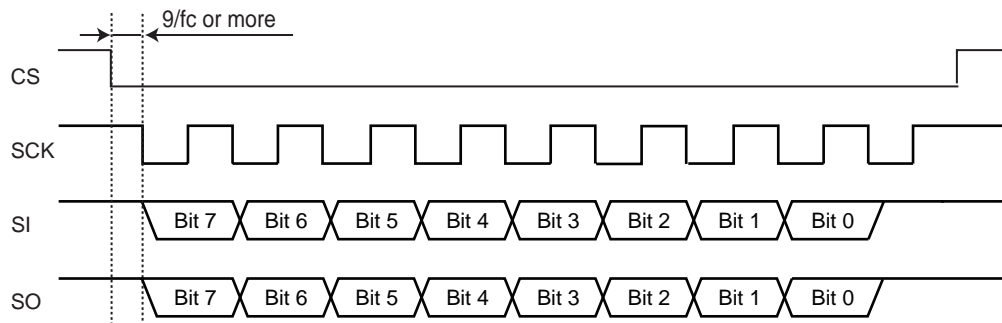 9/fc or more
CS
SCK
SI
Bit 7 Bit 6 Bit 5 Bit 4 Bit 3 Bit 2 Bit 1 Bit 0
SO
Bit 7 Bit 6 Bit 5 Bit 4 Bit 3 Bit 2 Bit 1 Bit 0